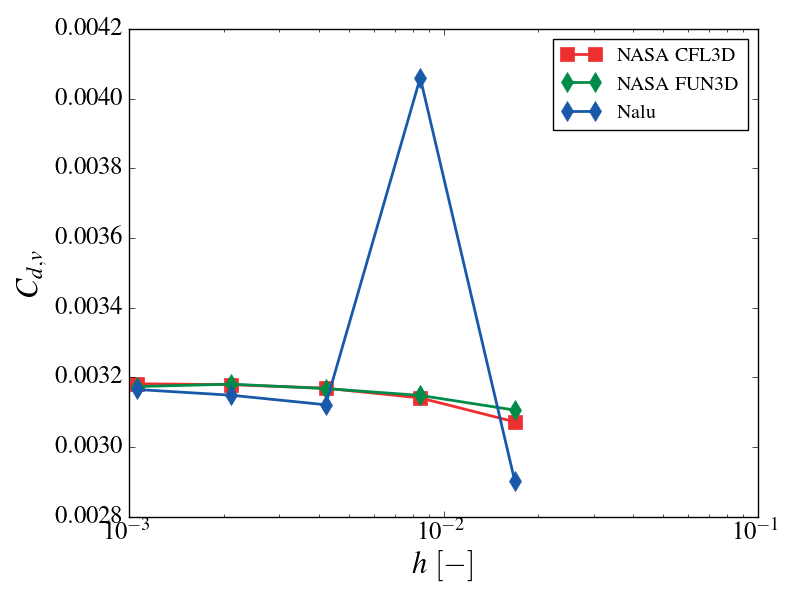 0.0042
0.0040
0.0038
0.0036
0.0034
0.0032
0.0030
0.0028
10⁻³
10⁻²
10⁻¹
h [−]
C_{d,v}
NASA CFL3D
NASA FUN3D
Nalu